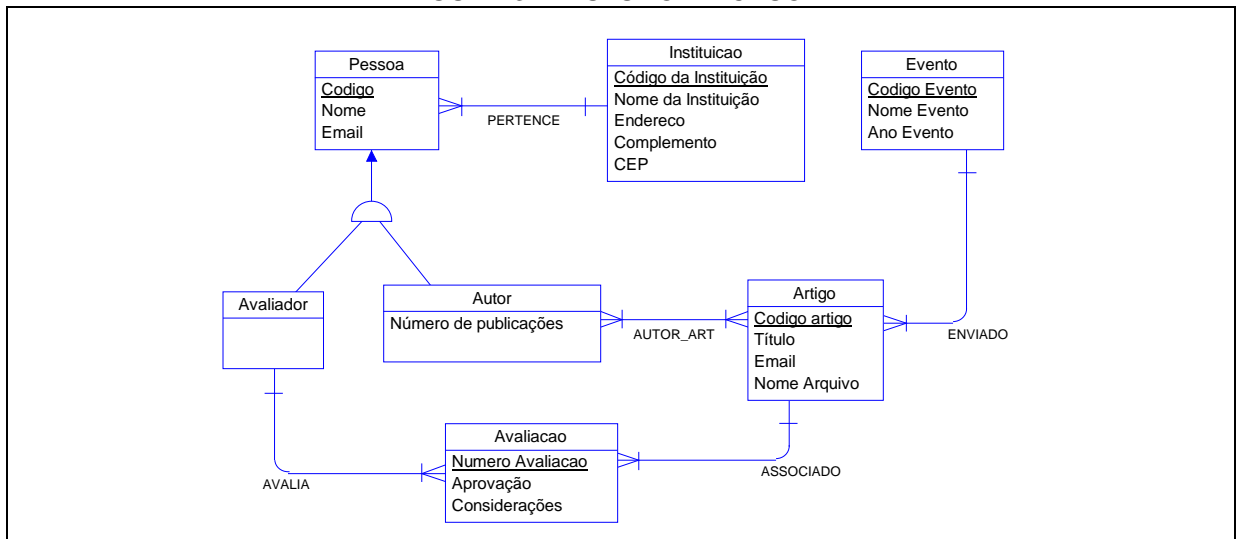 Pessoa
Codigo
Nome
Email
PERTENCE
Instituicao
Código da Instituição
Nome da Instituição
Endereco
Complemento
CEP
Evento
Codigo Evento
Nome Evento
Ano Evento
Avaliador
Autor
Número de publicações
AUTOR_ART
Artigo
Codigo artigo
Título
Email
Nome Arquivo
ENVIADO
AVALIA
Avaliacao
Numero Avaliacao
Aprovação
Considerações
ASSOCIADO